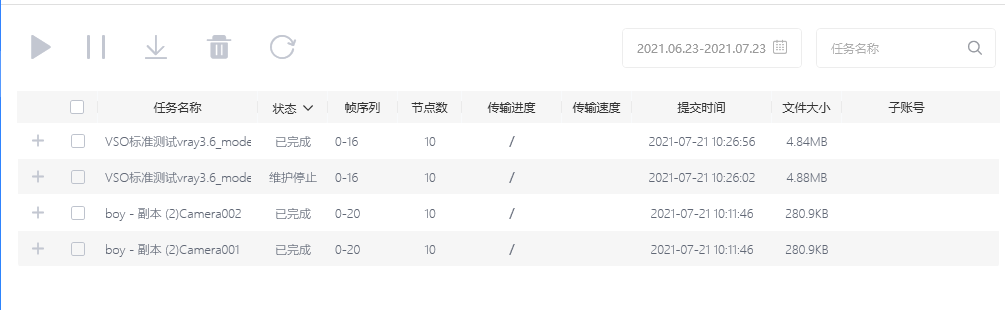 2021.06.23-2021.07.23 任务名称
任务名称 状态 帧序列 节点数 传输进度 传输速度 提交时间 文件大小 子账号
VSO标准测试vray3.6_mode 已完成 0-16 10 / 2021-07-21 10:26:56 4.84MB
VSO标准测试vray3.6_mode 维护停止 0-16 10 / 2021-07-21 10:26:02 4.88MB
boy - 副本 (2)Camera002 已完成 0-20 10 / 2021-07-21 10:11:46 280.9KB
boy - 副本 (2)Camera001 已完成 0-20 10 / 2021-07-21 10:11:46 280.9KB